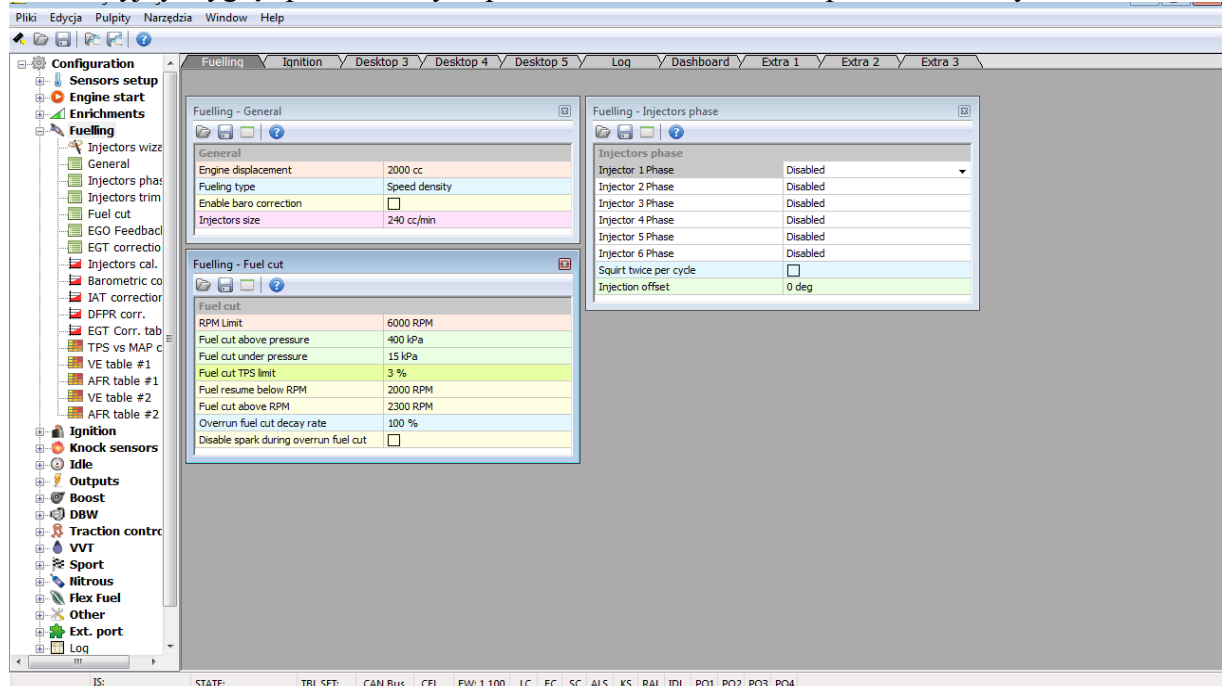 Pliki Edycja Pulpity Narzędzia Window Help
Configuration
Sensors setup
Engine start
Enrichments
Fuelling
Injectors wiza
General
Injectors phas
Injectors trim
Fuel cut
EGO Feedbacl
EGT correctio
Injectors cal.
Barometric co
IAT correction
DFPR corr.
EGT Corr. tab
TPS vs MAP c
VE table #1
AFR table #1
VE table #2
AFR table #2
Ignition
Knock sensors
Idle
Outputs
Boost
DBW
Traction contro
VVT
Sport
Nitrous
Flex Fuel
Other
Ext. port
Log
Fuelling Ignition Desktop 3 Desktop 4 Desktop 5 Log Dashboard Extra 1 Extra 2 Extra 3
Fuelling - General
General
Engine displacement 2000 cc
Fueling type Speed density
Enable baro correction
Injectors size 240 cc/min
Fuelling - Fuel cut
Fuel cut
RPM Limit 6000 RPM
Fuel cut above pressure 400 kPa
Fuel cut under pressure 15 kPa
Fuel cut TPS limit 3 %
Fuel resume below RPM 2000 RPM
Fuel cut above RPM 2300 RPM
Overrun fuel cut decay rate 100 %
Disable spark during overrun fuel cut
Fuelling - Injectors phase
Injectors phase
Injector 1 Phase Disabled
Injector 2 Phase Disabled
Injector 3 Phase Disabled
Injector 4 Phase Disabled
Injector 5 Phase Disabled
Injector 6 Phase Disabled
Squirt twice per cycle
Injection offset 0 deg
IS: STATE: TBL SET: CAN Bus CEL FW: 1.100 LC FC SC ALS KS RAL IDL PO1 PO2 PO3 PO4